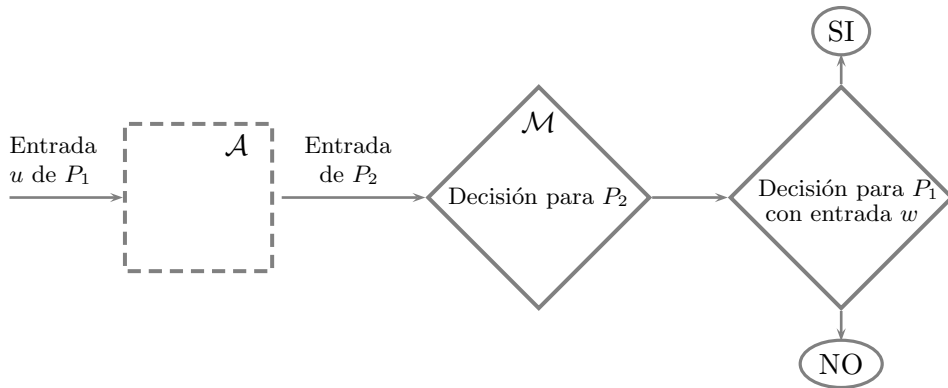 Entrada
u de P₁
𝒜
Entrada
de P₂
ℳ
Decisión para P₂
Decisión para P₁
con entrada w
SI
NO